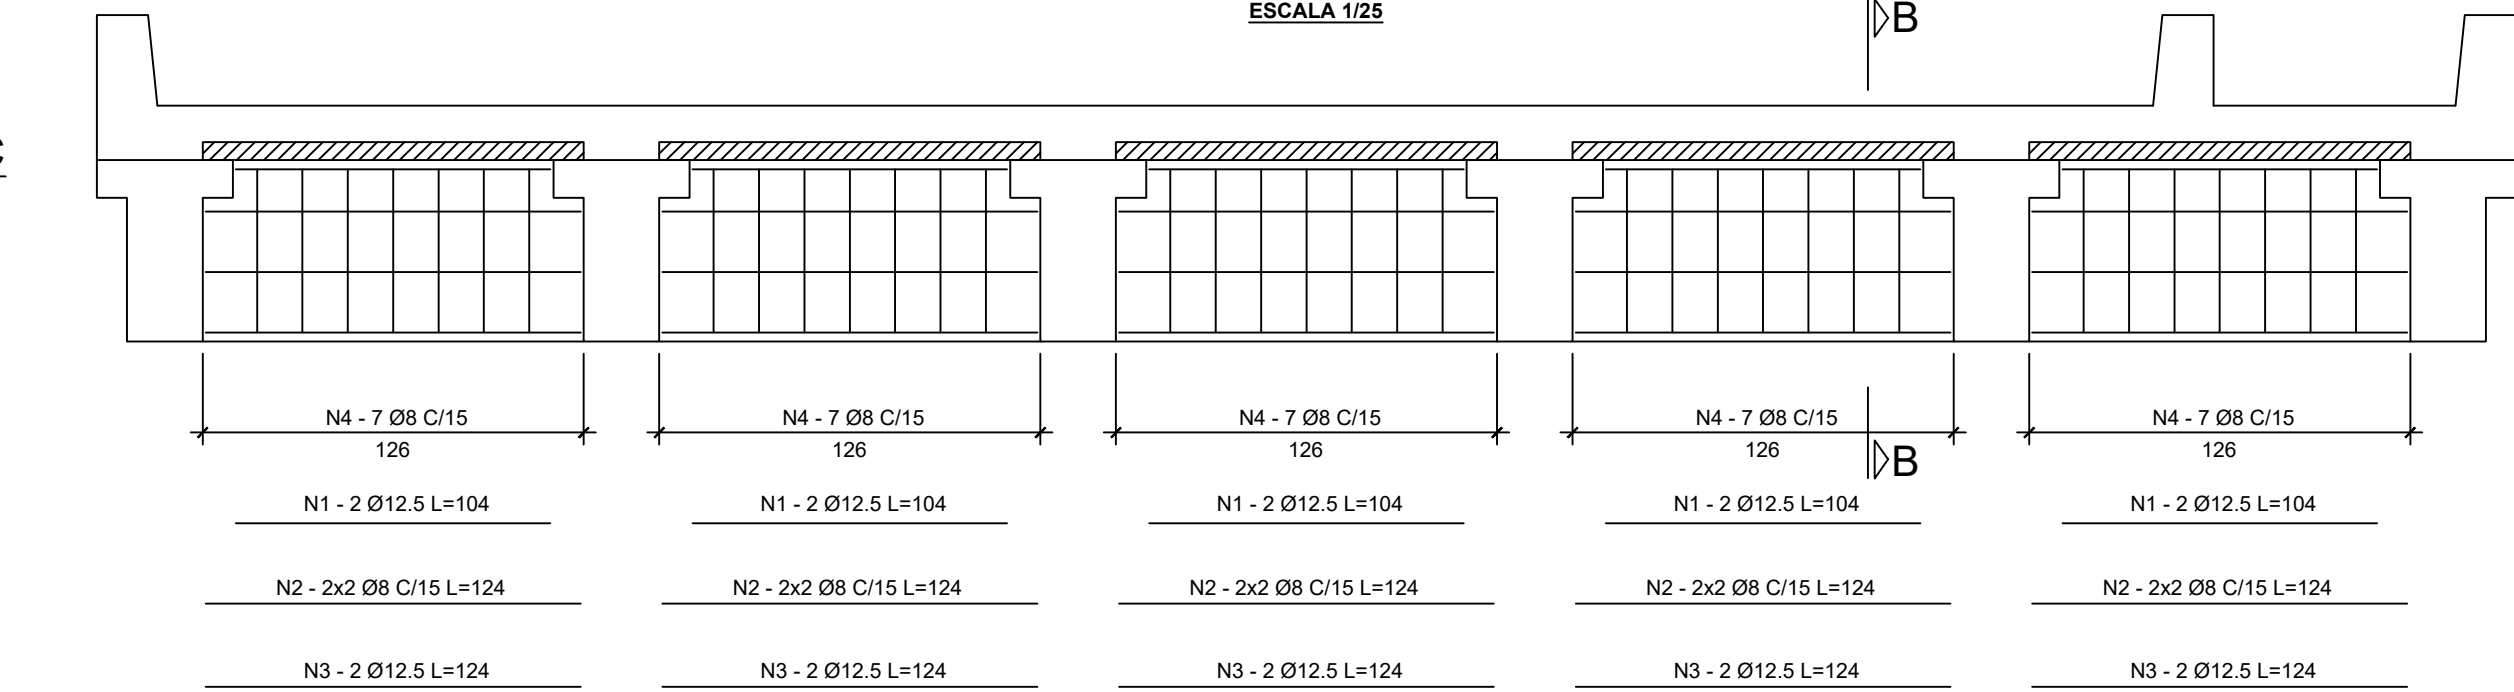 ESCALA 1/25
B
N4 - 7 Ø8 C/15 N4 - 7 Ø8 C/15 N4 - 7 Ø8 C/15 N4 - 7 Ø8 C/15 N4 - 7 Ø8 C/15
126 126 126 126 126
B
N1 - 2 Ø12.5 L=104 N1 - 2 Ø12.5 L=104 N1 - 2 Ø12.5 L=104 N1 - 2 Ø12.5 L=104 N1 - 2 Ø12.5 L=104
N2 - 2x2 Ø8 C/15 L=124 N2 - 2x2 Ø8 C/15 L=124 N2 - 2x2 Ø8 C/15 L=124 N2 - 2x2 Ø8 C/15 L=124 N2 - 2x2 Ø8 C/15 L=124
N3 - 2 Ø12.5 L=124 N3 - 2 Ø12.5 L=124 N3 - 2 Ø12.5 L=124 N3 - 2 Ø12.5 L=124 N3 - 2 Ø12.5 L=124